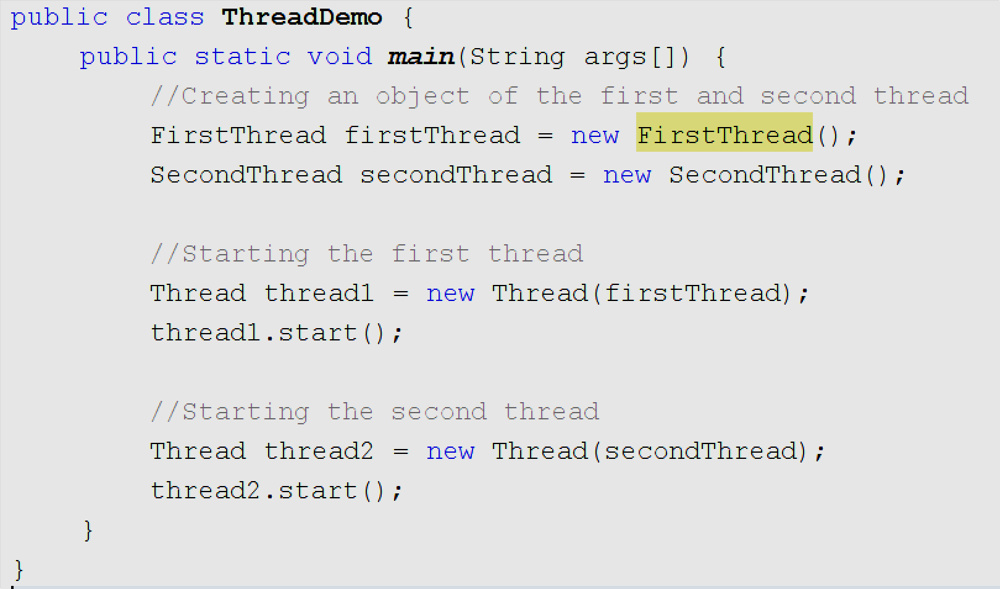 public class ThreadDemo {
public static void main(String args[]) {
//Creating an object of the first and second thread
FirstThread firstThread = new FirstThread();
SecondThread secondThread = new SecondThread();
//Starting the first thread
Thread thread1 = new Thread(firstThread);
thread1.start();
//Starting the second thread
Thread thread2 = new Thread(secondThread);
thread2.start();
}
}